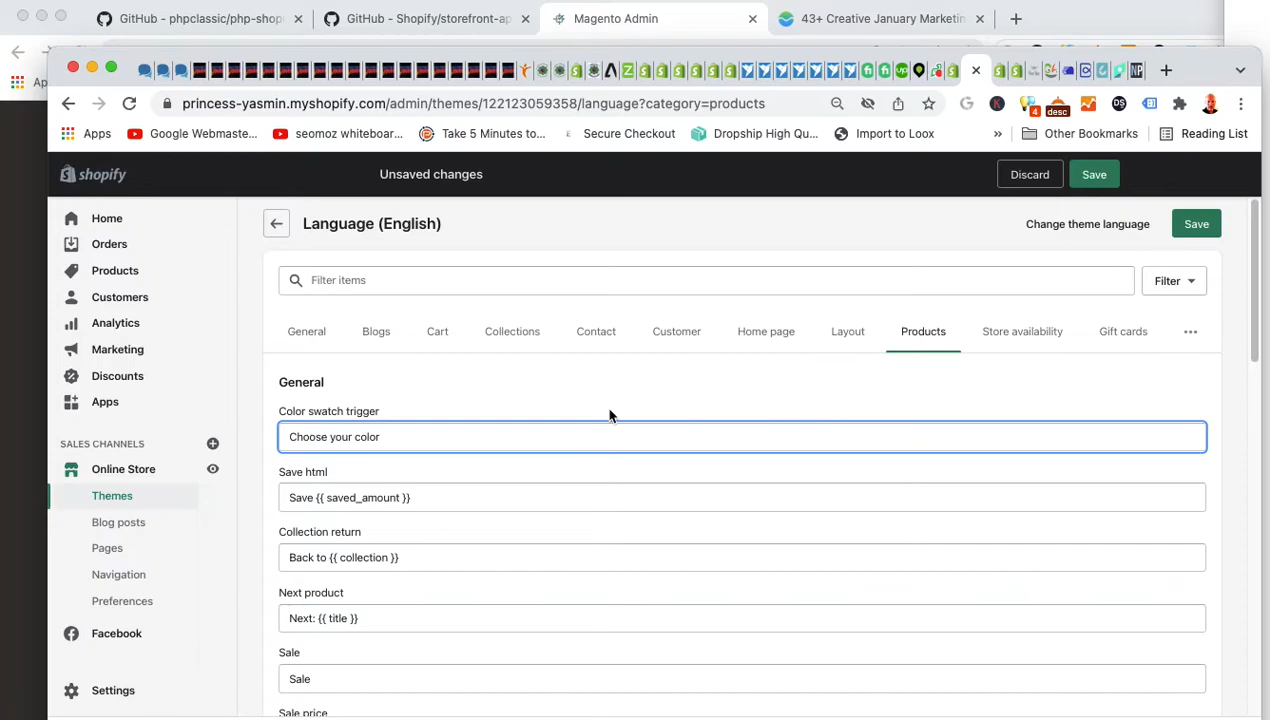 GitHub - phpclassic/php-shop
GitHub - Shopify/storefront-ap
Magento Admin
43+ Creative January Marketin
princess-yasmin.myshopify.com/admin/themes/122123059358/language?category=products
Apps
Google Webmaste...
seomoz whiteboar...
Take 5 Minutes to...
Secure Checkout
Dropship High Qu...
Import to Loox
»
Other Bookmarks
Reading List
shopify
Unsaved changes
Discard
Save
Home
Orders
Products
Customers
Analytics
Marketing
Discounts
Apps
SALES CHANNELS
Online Store
Themes
Blog posts
Pages
Navigation
Preferences
Facebook
Settings
Language (English)
Change theme language
Save
Filter items
Filter
General
Blogs
Cart
Collections
Contact
Customer
Home page
Layout
Products
Store availability
Gift cards
General
Color swatch trigger
Choose your color
Save html
Save {{ saved_amount }}
Collection return
Back to {{ collection }}
Next product
Next: {{ title }}
Sale
Sale
Sale price